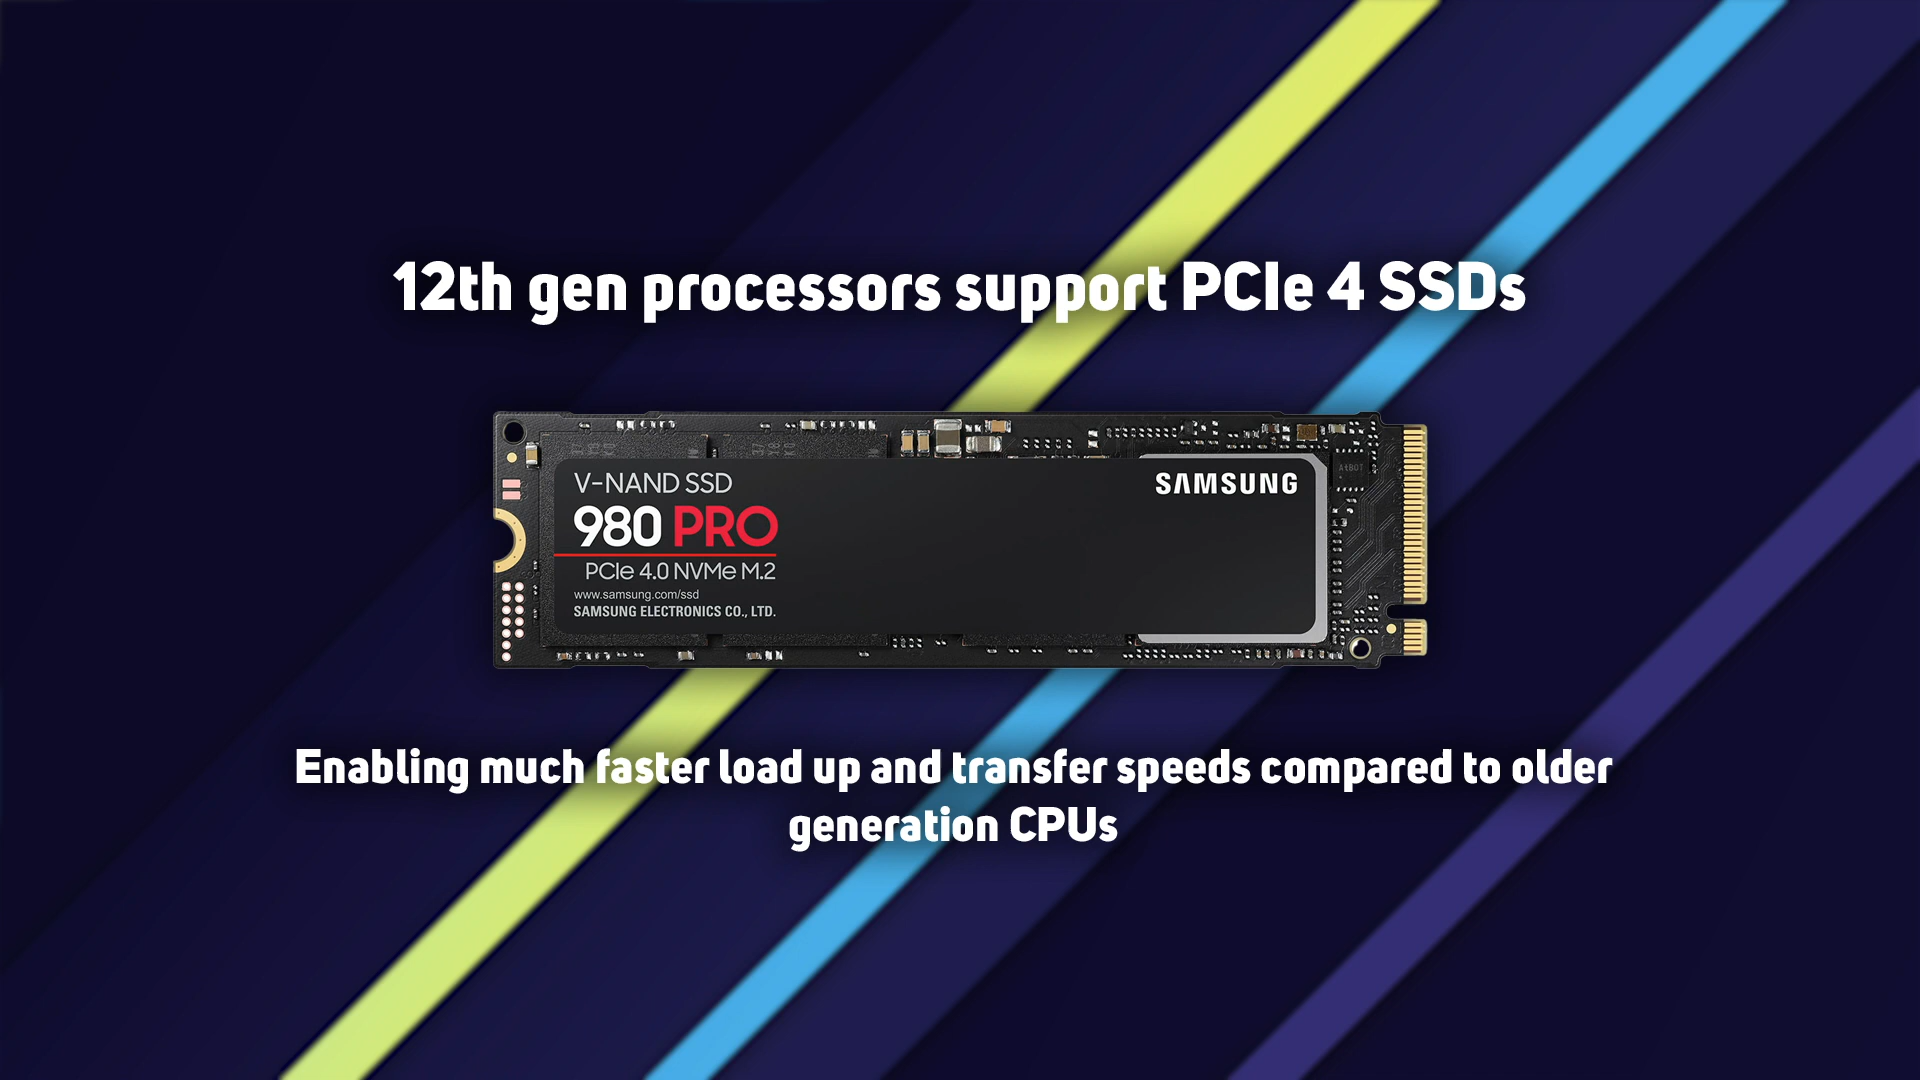 12th gen processors support PCIe 4 SSDs
V-NAND SSD
SAMSUNG
980 PRO
PCIe 4.0 NVMe M.2
www.samsung.com/ssd
SAMSUNG ELECTRONICS CO., LTD.
Enabling much faster load up and transfer speeds compared to older
generation CPUs